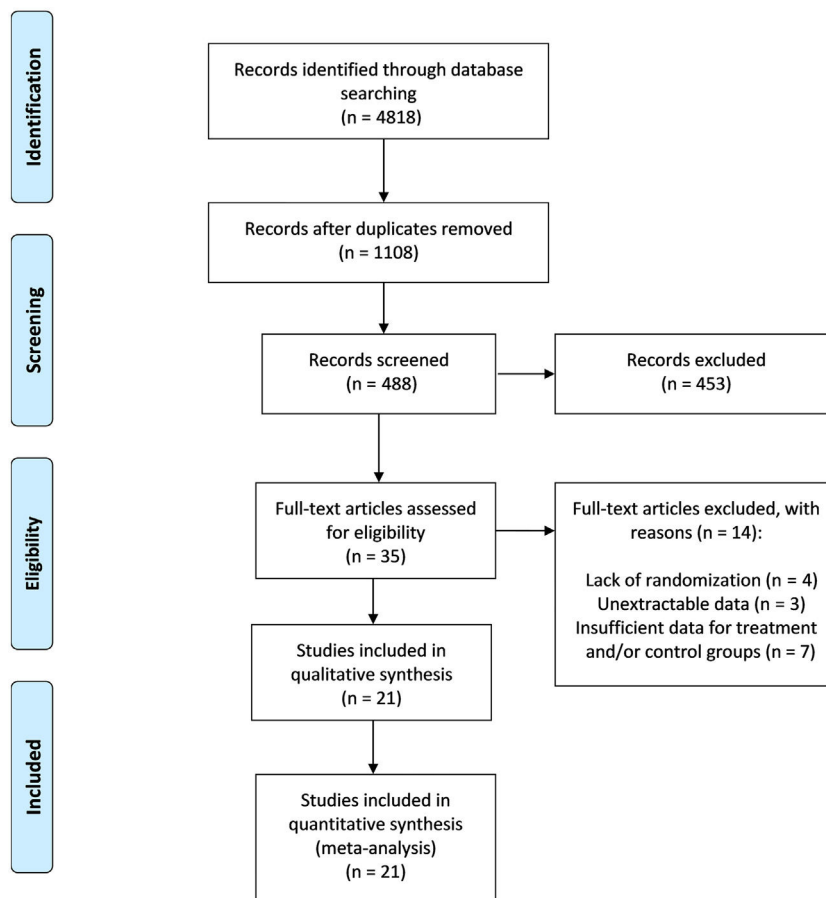 Identification
Records identified through database
searching
(n = 4818)
Records after duplicates removed
(n = 1108)
Screening
Records screened
(n = 488)
Records excluded
(n = 453)
Eligibility
Full-text articles assessed
for eligibility
(n = 35)
Full-text articles excluded, with
reasons (n = 14):
Lack of randomization (n = 4)
Unextractable data (n = 3)
Insufficient data for treatment
and/or control groups (n = 7)
Studies included in
qualitative synthesis
(n = 21)
Included
Studies included in
quantitative synthesis
(meta-analysis)
(n = 21)